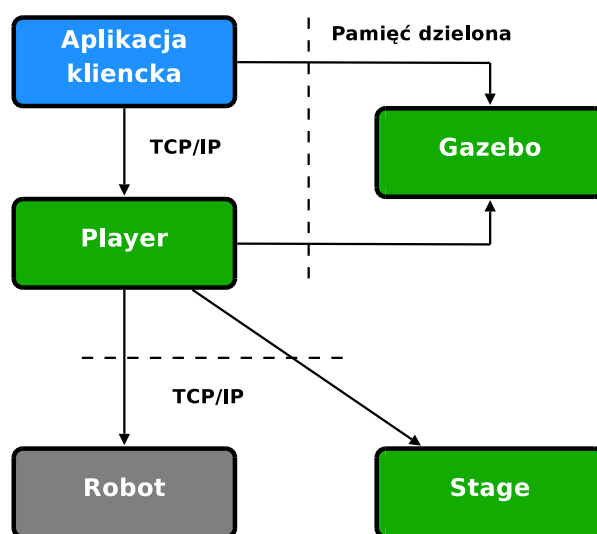 Aplikacja
kliencka
Pamięć dzielona
TCP/IP
Gazebo
Player
TCP/IP
Robot
Stage